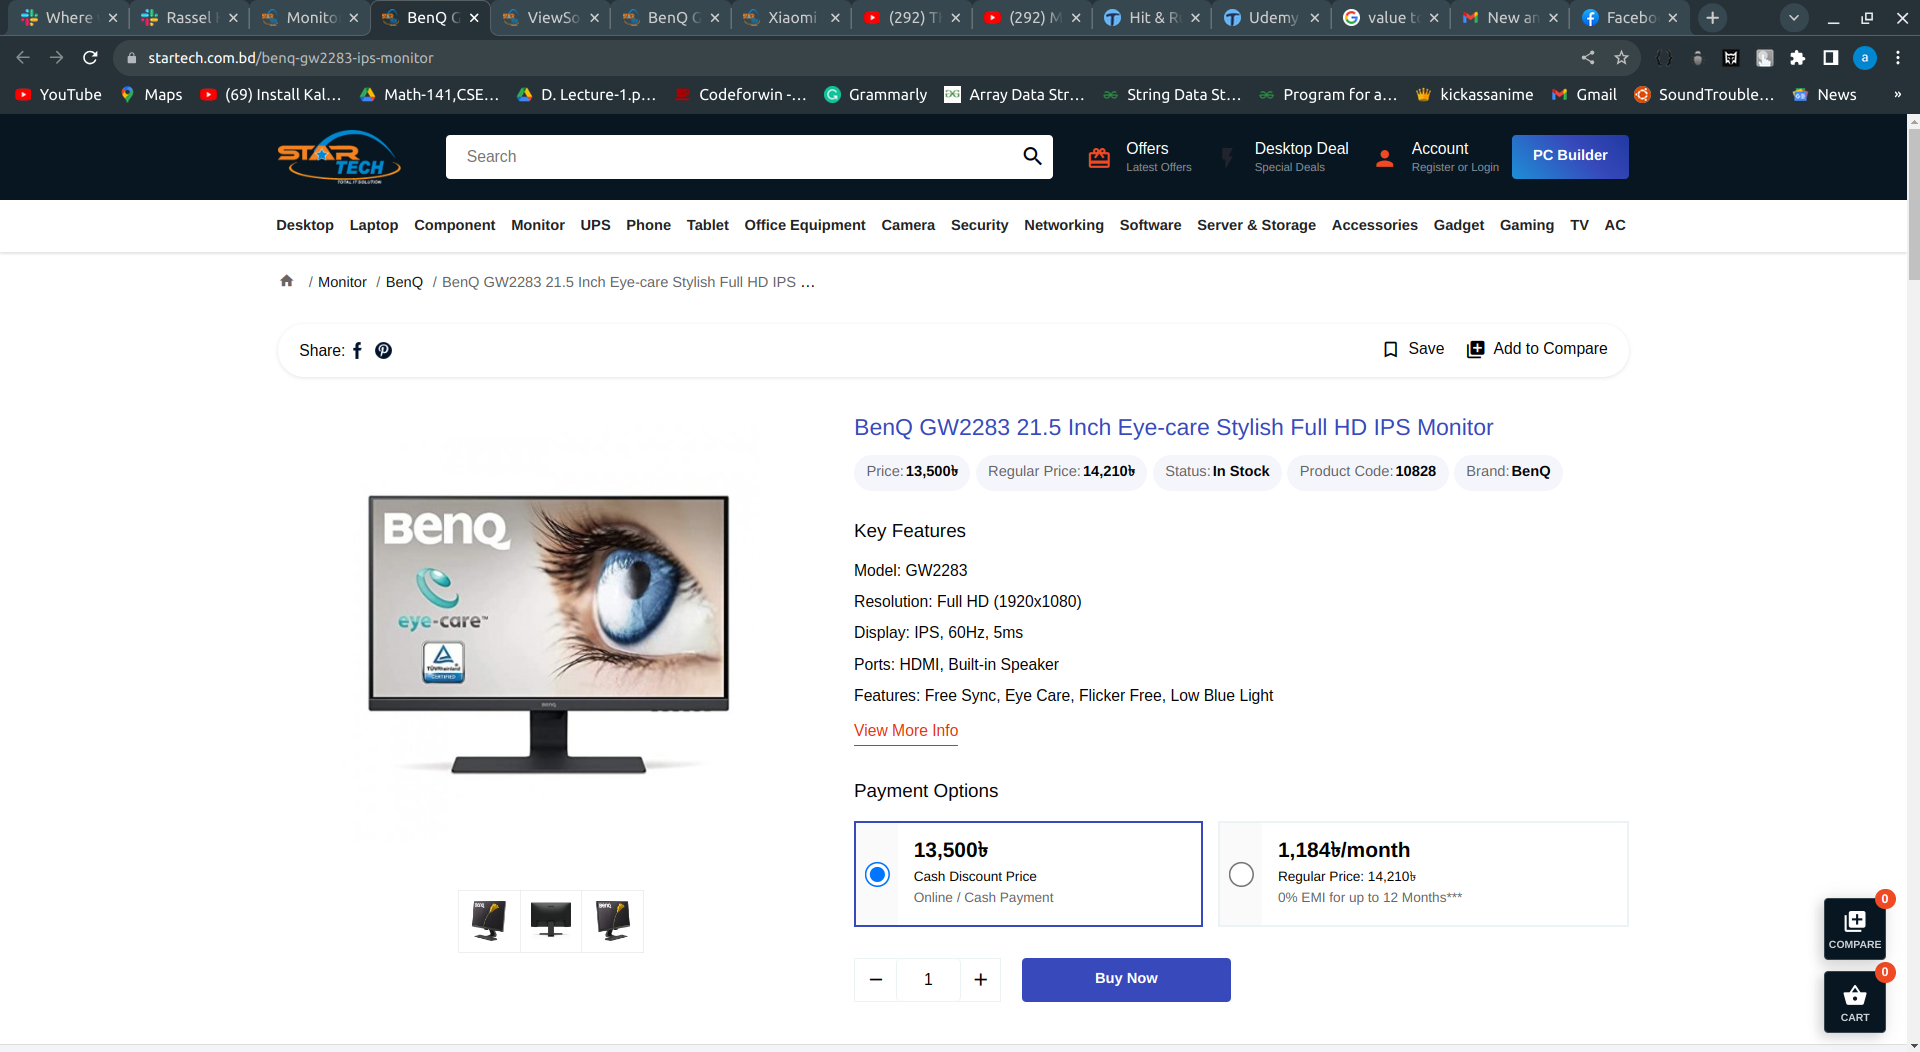 Where
Rassel
Monito
BenQ G
ViewSo
BenQ G
Xiaomi
(292) T
(292) M
Hit & R
Udemy
value t
New an
Facebo
startech.com.bd/benq-gw2283-ips-monitor
a
YouTube
Maps
(69) Install Kal...
Math-141,CSE...
D. Lecture-1.p...
Codeforwin -...
Grammarly
Array Data Str...
String Data St...
Program for a...
kickassanime
Gmail
SoundTrouble...
News
»
STAR TECH
TOTAL IT SOLUTION
Search
Offers
Latest Offers
Desktop Deal
Special Deals
Account
Register or Login
PC Builder
Desktop Laptop Component Monitor UPS Phone Tablet Office Equipment Camera Security Networking Software Server & Storage Accessories Gadget Gaming TV AC
/ Monitor / BenQ / BenQ GW2283 21.5 Inch Eye-care Stylish Full HD IPS ...
Share:
Save
Add to Compare
BenQ GW2283 21.5 Inch Eye-care Stylish Full HD IPS Monitor
Price: 13,500৳ Regular Price: 14,210৳ Status: In Stock Product Code: 10828 Brand: BenQ
BenQ
eye-care™
TÜVRheinland
CERTIFIED
BenQ
Key Features
Model: GW2283
Resolution: Full HD (1920x1080)
Display: IPS, 60Hz, 5ms
Ports: HDMI, Built-in Speaker
Features: Free Sync, Eye Care, Flicker Free, Low Blue Light
View More Info
Payment Options
13,500৳
Cash Discount Price
Online / Cash Payment
1,184৳/month
Regular Price: 14,210৳
0% EMI for up to 12 Months***
BenQ
BenQ
− 1 +
Buy Now
0
COMPARE
0
CART